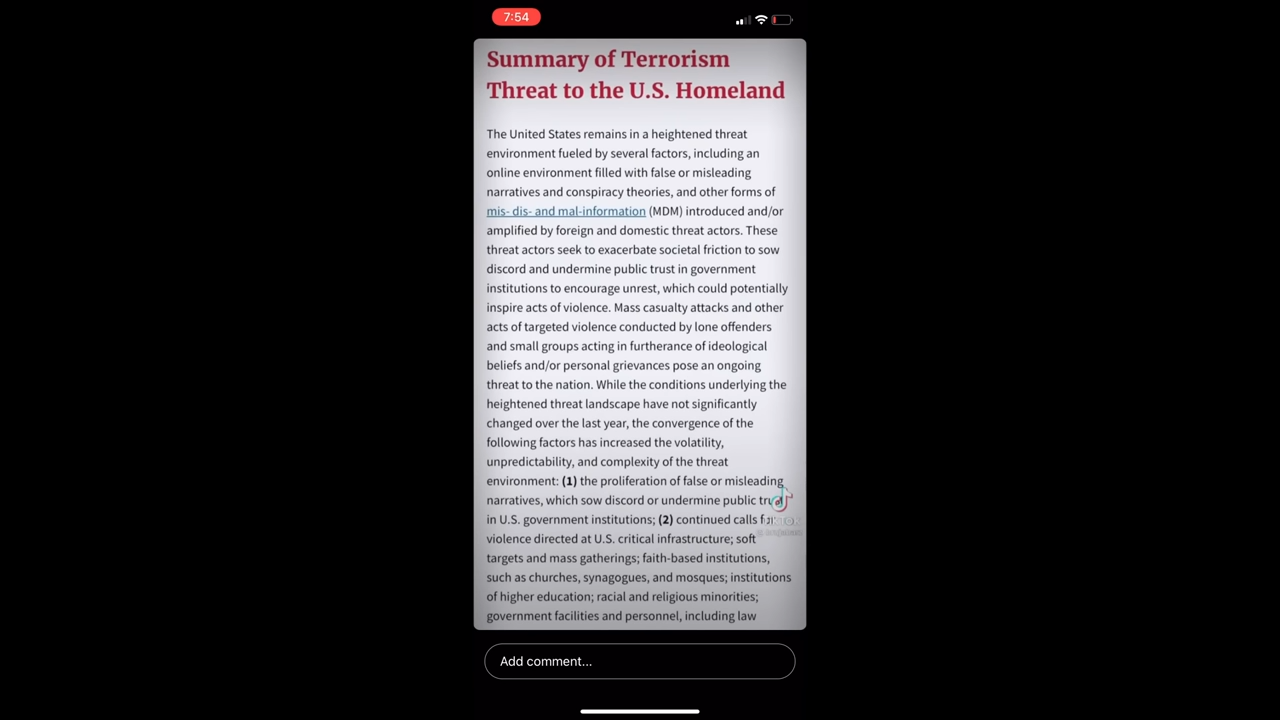 7:54
Summary of Terrorism
Threat to the U.S. Homeland
The United States remains in a heightened threat
environment fueled by several factors, including an
online environment filled with false or misleading
narratives and conspiracy theories, and other forms of
mis- dis- and mal-information (MDM) introduced and/or
amplified by foreign and domestic threat actors. These
threat actors seek to exacerbate societal friction to sow
discord and undermine public trust in government
institutions to encourage unrest, which could potentially
inspire acts of violence. Mass casualty attacks and other
acts of targeted violence conducted by lone offenders
and small groups acting in furtherance of ideological
beliefs and/or personal grievances pose an ongoing
threat to the nation. While the conditions underlying the
heightened threat landscape have not significantly
changed over the last year, the convergence of the
following factors has increased the volatility,
unpredictability, and complexity of the threat
environment: (1) the proliferation of false or misleading
narratives, which sow discord or undermine public trust
in U.S. government institutions; (2) continued calls for
TikTok
violence directed at U.S. critical infrastructure; soft
targets and mass gatherings; faith-based institutions,
such as churches, synagogues, and mosques; institutions
of higher education; racial and religious minorities;
government facilities and personnel, including law
Add comment...